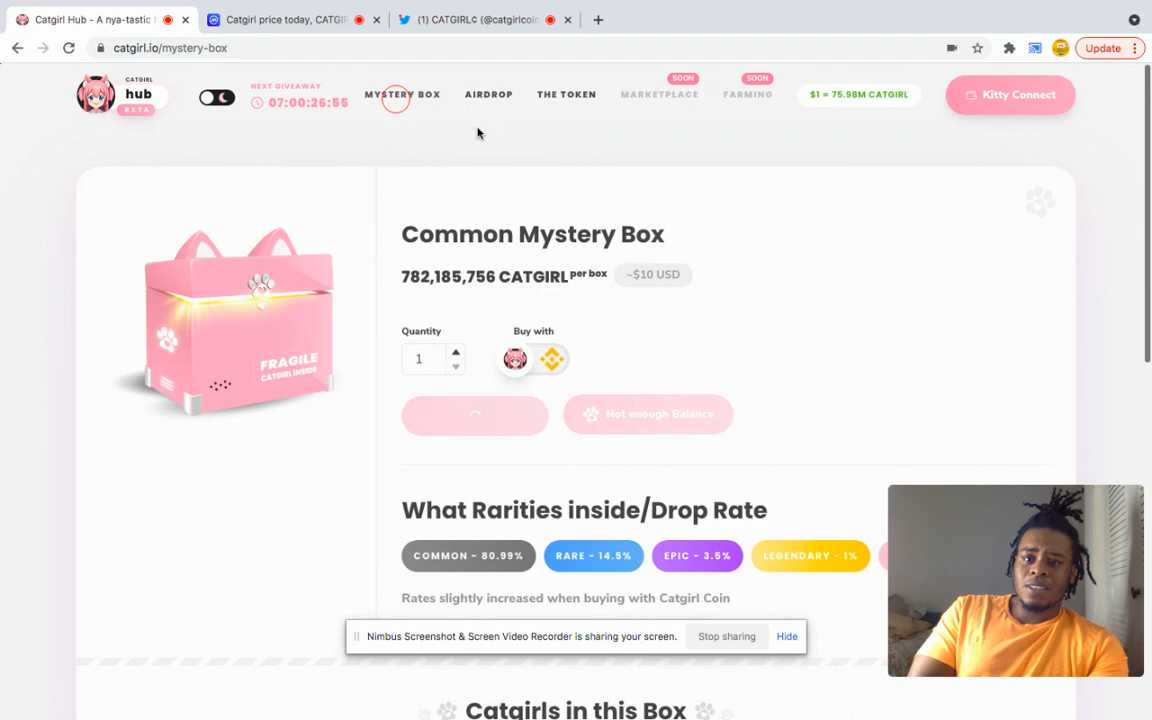 Catgirl Hub - A nya-tastic
Catgirl price today, CATGIR
(1) CATGIRL¢ (@catgirlcoin
catgirl.io/mystery-box
Update
CATGIRL
hub
BETA
NEXT GIVEAWAY
07:00:26:55
MYSTERY BOX
AIRDROP
THE TOKEN
SOON
MARKETPLACE
SOON
FARMING
$1 = 75.98M CATGIRL
Kitty Connect
Common Mystery Box
782,185,756 CATGIRL per box
~$10 USD
Quantity
Buy with
1
Not enough Balance
FRAGILE
CATGIRL INSIDE
What Rarities inside/Drop Rate
COMMON - 80.99%
RARE - 14.5%
EPIC - 3.5%
LEGENDARY - 1%
Rates slightly increased when buying with Catgirl Coin
Nimbus Screenshot & Screen Video Recorder is sharing your screen.
Stop sharing
Hide
Catgirls in this Box